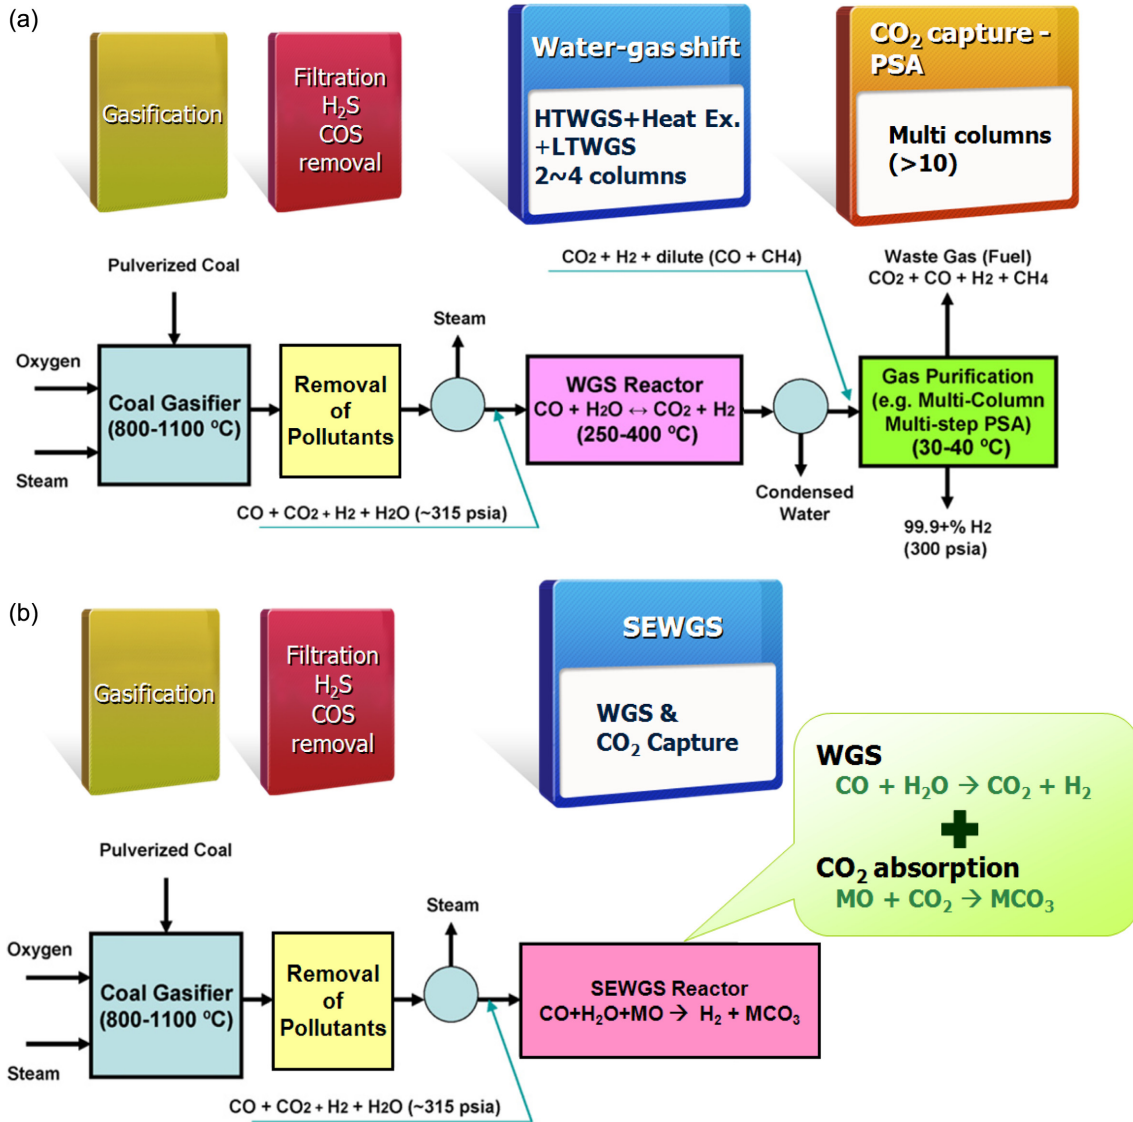 (a)
Gasification
Filtration
H₂S
COS
removal
Water-gas shift
HTWGS+Heat Ex.
+LTWGS
2~4 columns
CO₂ capture -
PSA
Multi columns
(>10)
Pulverized Coal
Oxygen
Steam
Coal Gasifier
(800-1100 ºC)
Removal
of
Pollutants
Steam
CO + CO₂ + H₂ + H₂O (~315 psia)
WGS Reactor
CO + H₂O ↔ CO₂ + H₂
(250-400 ºC)
CO₂ + H₂ + dilute (CO + CH₄)
Condensed
Water
Waste Gas (Fuel)
CO₂ + CO + H₂ + CH₄
Gas Purification
(e.g. Multi-Column
Multi-step PSA)
(30-40 ºC)
99.9+% H₂
(300 psia)
(b)
Gasification
Filtration
H₂S
COS
removal
SEWGS
WGS &
CO₂ Capture
WGS
CO + H₂O → CO₂ + H₂
CO₂ absorption
MO + CO₂ → MCO₃
Pulverized Coal
Oxygen
Steam
Coal Gasifier
(800-1100 ºC)
Removal
of
Pollutants
Steam
SEWGS Reactor
CO+H₂O+MO → H₂ + MCO₃
CO + CO₂ + H₂ + H₂O (~315 psia)